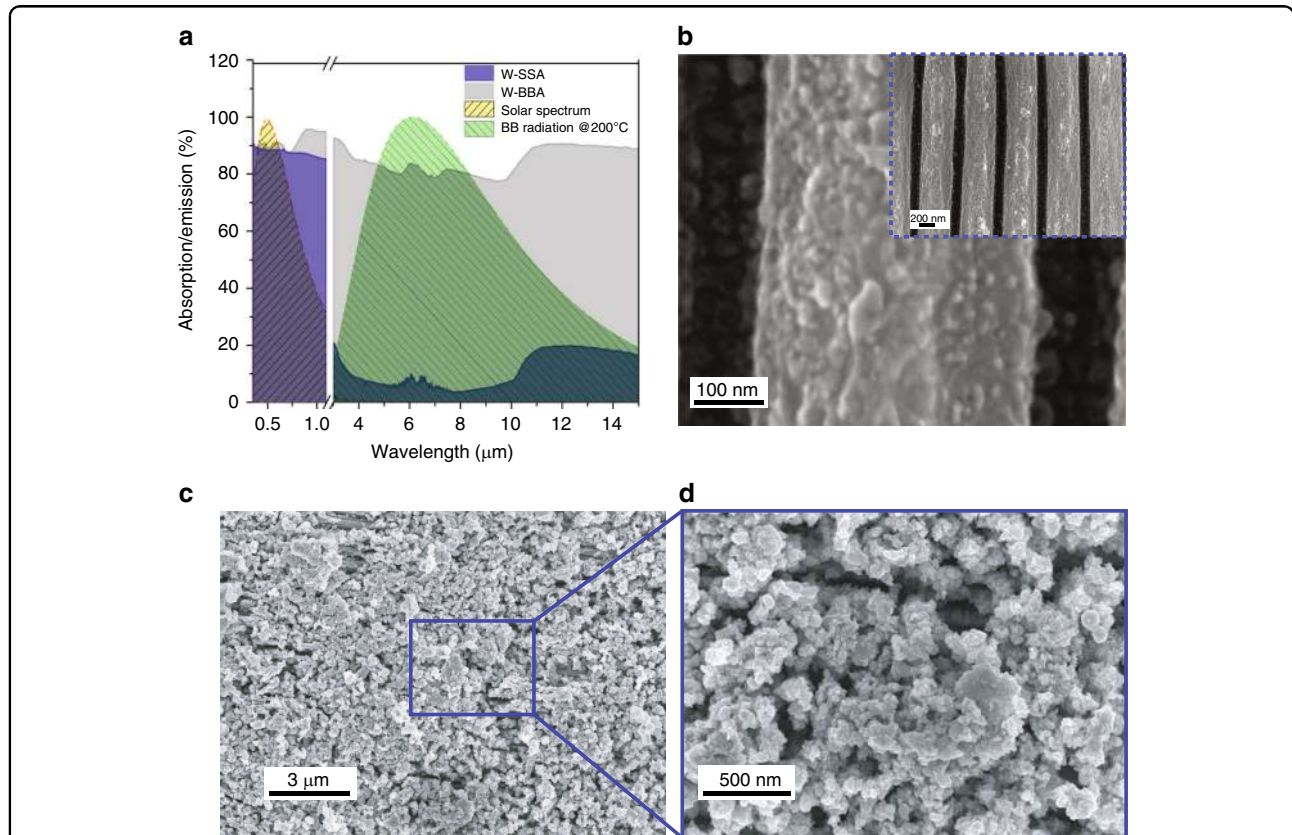 a
120
100
80
60
40
20
0
Absorption/emission (%)
W-SSA
W-BBA
Solar spectrum
BB radiation @200°C
0.5 1.0 4 6 8 10 12 14
Wavelength (μm)
b
200 nm
100 nm
c
3 μm
d
500 nm